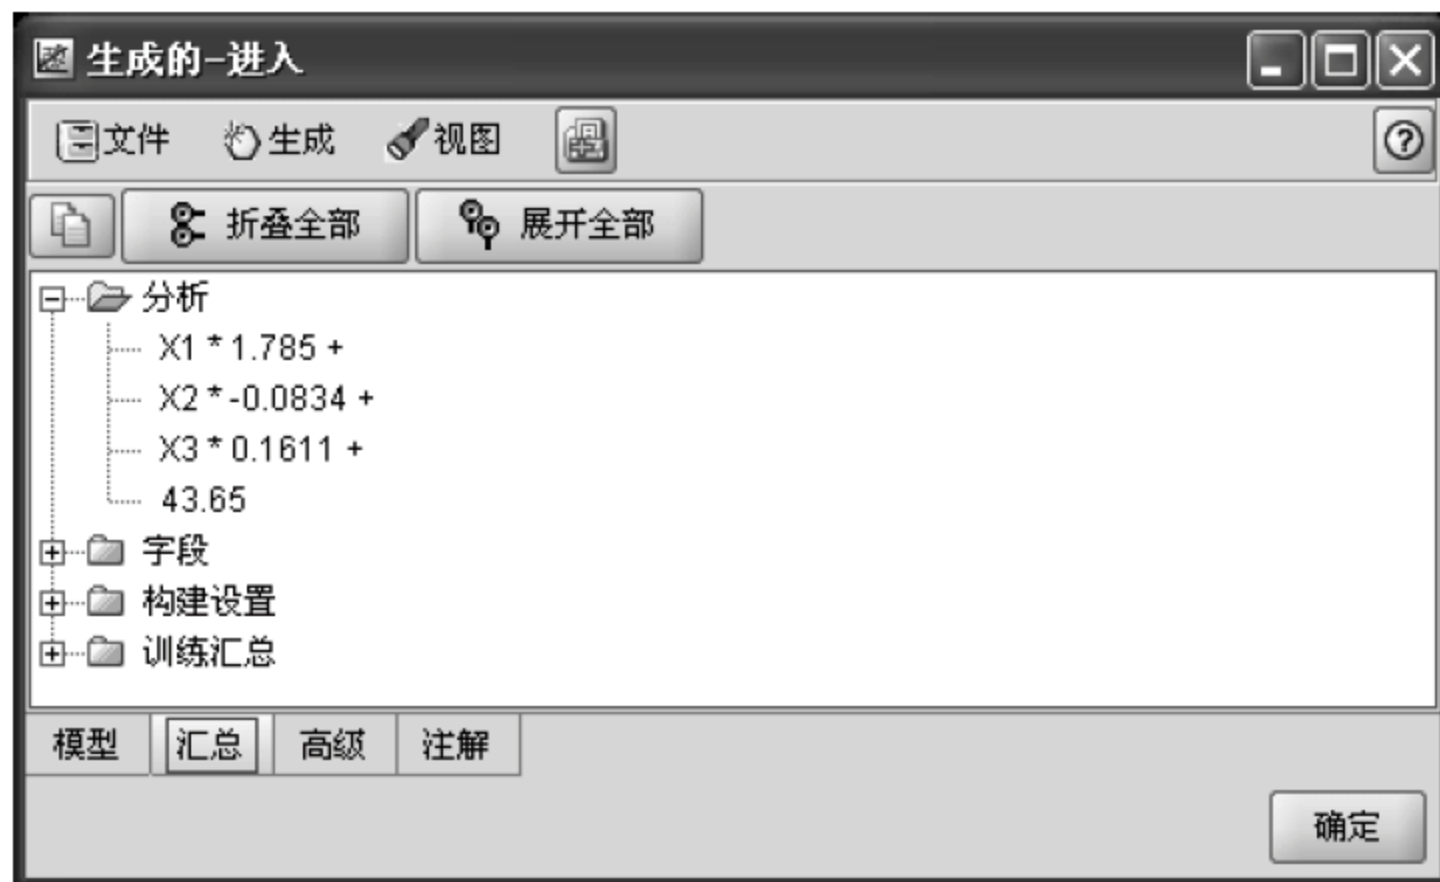 生成的-进入
文件 生成 视图
折叠全部 展开全部
分析
X1 * 1.785 +
X2 * -0.0834 +
X3 * 0.1611 +
43.65
字段
构建设置
训练汇总
模型 汇总 高级 注解
确定